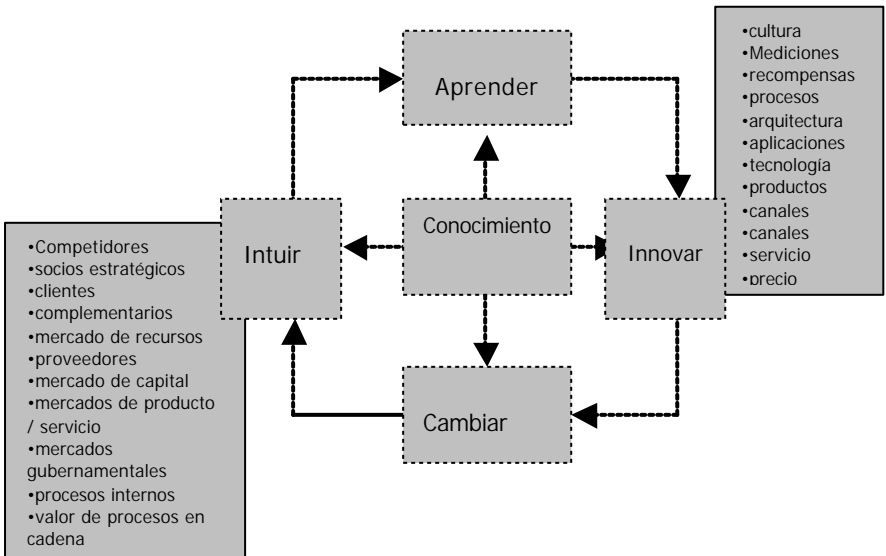 Aprender
Conocimiento
Intuir
Innovar
Cambiar
•cultura
•Mediciones
•recompensas
•procesos
•arquitectura
•aplicaciones
•tecnología
•productos
•canales
•canales
•servicio
•precio
•Competidores
•socios estratégicos
•clientes
•complementarios
•mercado de recursos
•proveedores
•mercado de capital
•mercados de producto
/ servicio
•mercados
gubernamentales
•procesos internos
•valor de procesos en
cadena